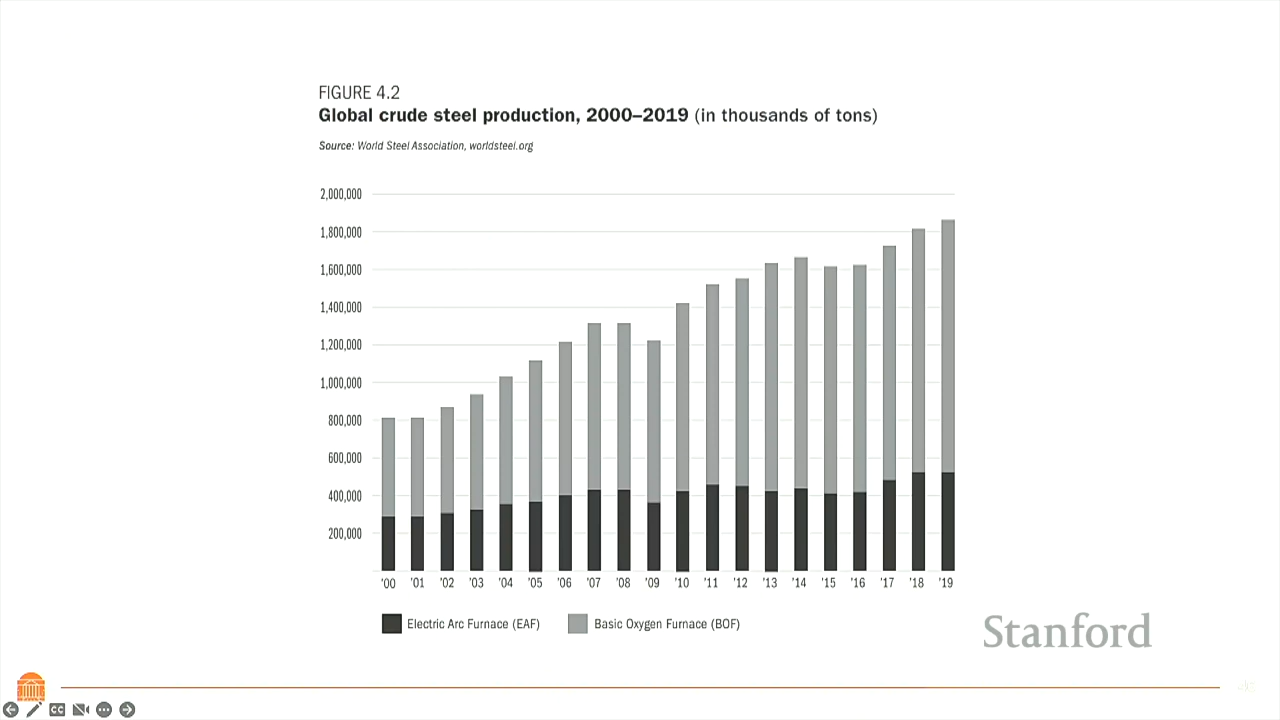 FIGURE 4.2
Global crude steel production, 2000–2019 (in thousands of tons)
Source: World Steel Association, worldsteel.org
2,000,000
1,800,000
1,600,000
1,400,000
1,200,000
1,000,000
800,000
600,000
400,000
200,000
'00 '01 '02 '03 '04 '05 '06 '07 '08 '09 '10 '11 '12 '13 '14 '15 '16 '17 '18 '19
Electric Arc Furnace (EAF) Basic Oxygen Furnace (BOF)
Stanford
CC